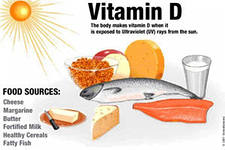 Vitamin D
The body makes vitamin D when it
is exposed to Ultraviolet (UV) rays from the sun.
FOOD SOURCES:
Cheese
Margarine
Butter
Fortified Milk
Healthy Cereals
Fatty Fish